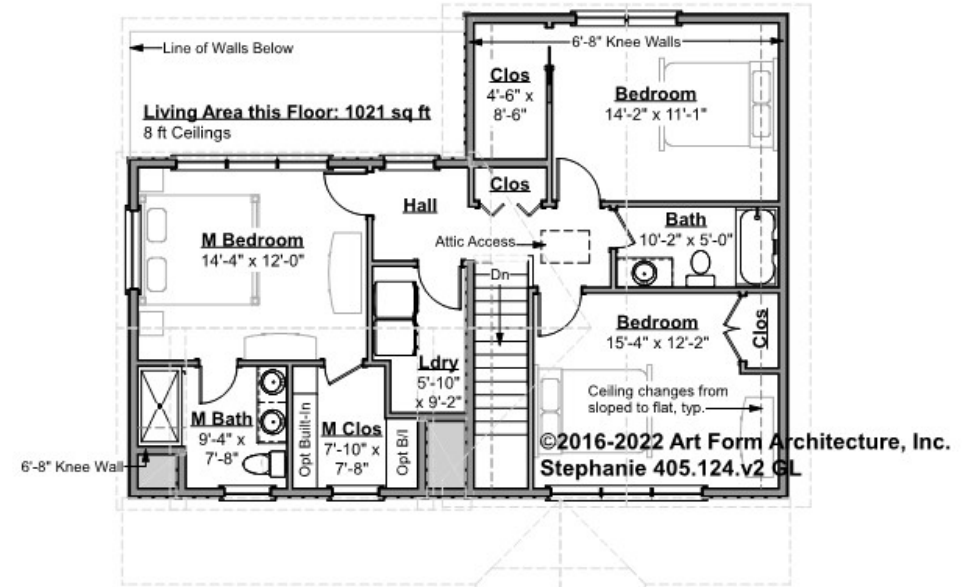 Line of Walls Below
6'-8" Knee Walls
Clos
4'-6" x
8'-6"
Bedroom
14'-2" x 11'-1"
Living Area this Floor: 1021 sq ft
8 ft Ceilings
Clos
Hall
Bath
10'-2" x 5'-0"
M Bedroom
14'-4" x 12'-0"
Attic Access
Dn
Bedroom
15'-4" x 12'-2"
Clos
Ldry
5'-10"
x 9'-2"
Ceiling changes from
sloped to flat, typ.
M Bath
9'-4" x
7'-8"
Opt Built-In
M Clos
7'-10" x
7'-8"
Opt B/I
6'-8" Knee Wall
©2016-2022 Art Form Architecture, Inc.
Stephanie 405.124.v2 GL